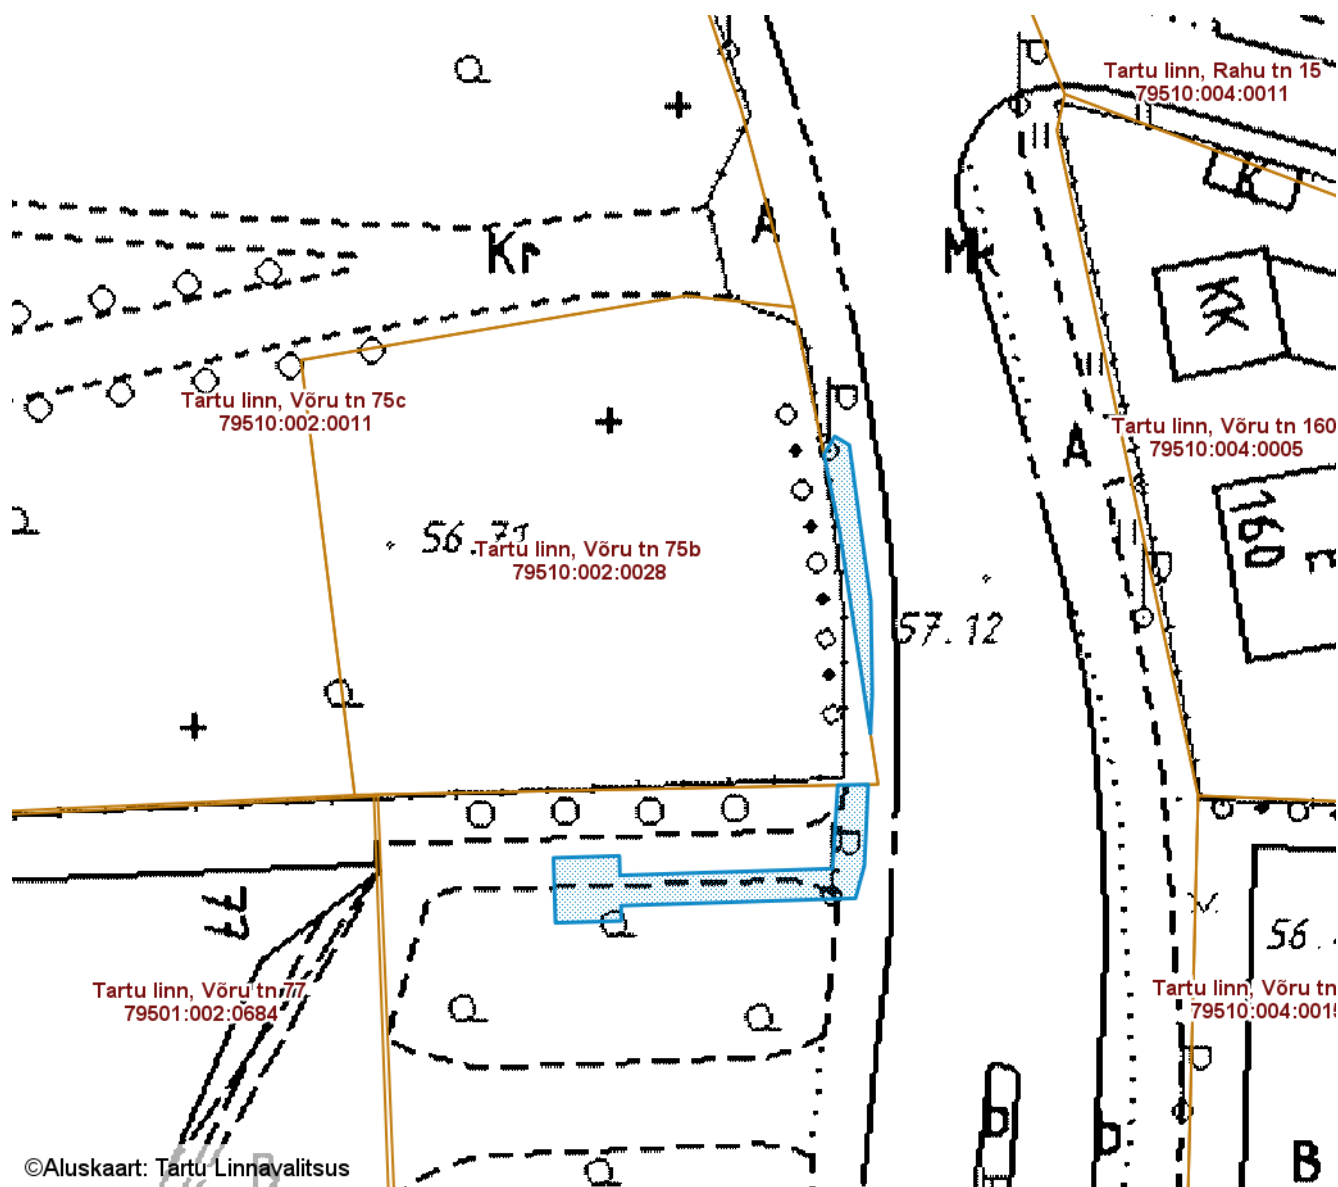 Tartu linn, Rahu tn 15
79510:004:0011
K
A
Kr
MK
KK
Tartu linn, Võru tn 75c
79510:002:0011
Tartu linn, Võru tn 160
79510:004:0005
A
160
E
Tartu linn, Võru tn 75b
79510:002:0028
57.12
77
56.
Tartu linn, Võru tn 77
79501:002:0684
Tartu linn, Võru tn
79510:004:0015
b
b
B
B
©Aluskaart: Tartu Linnavalitsus